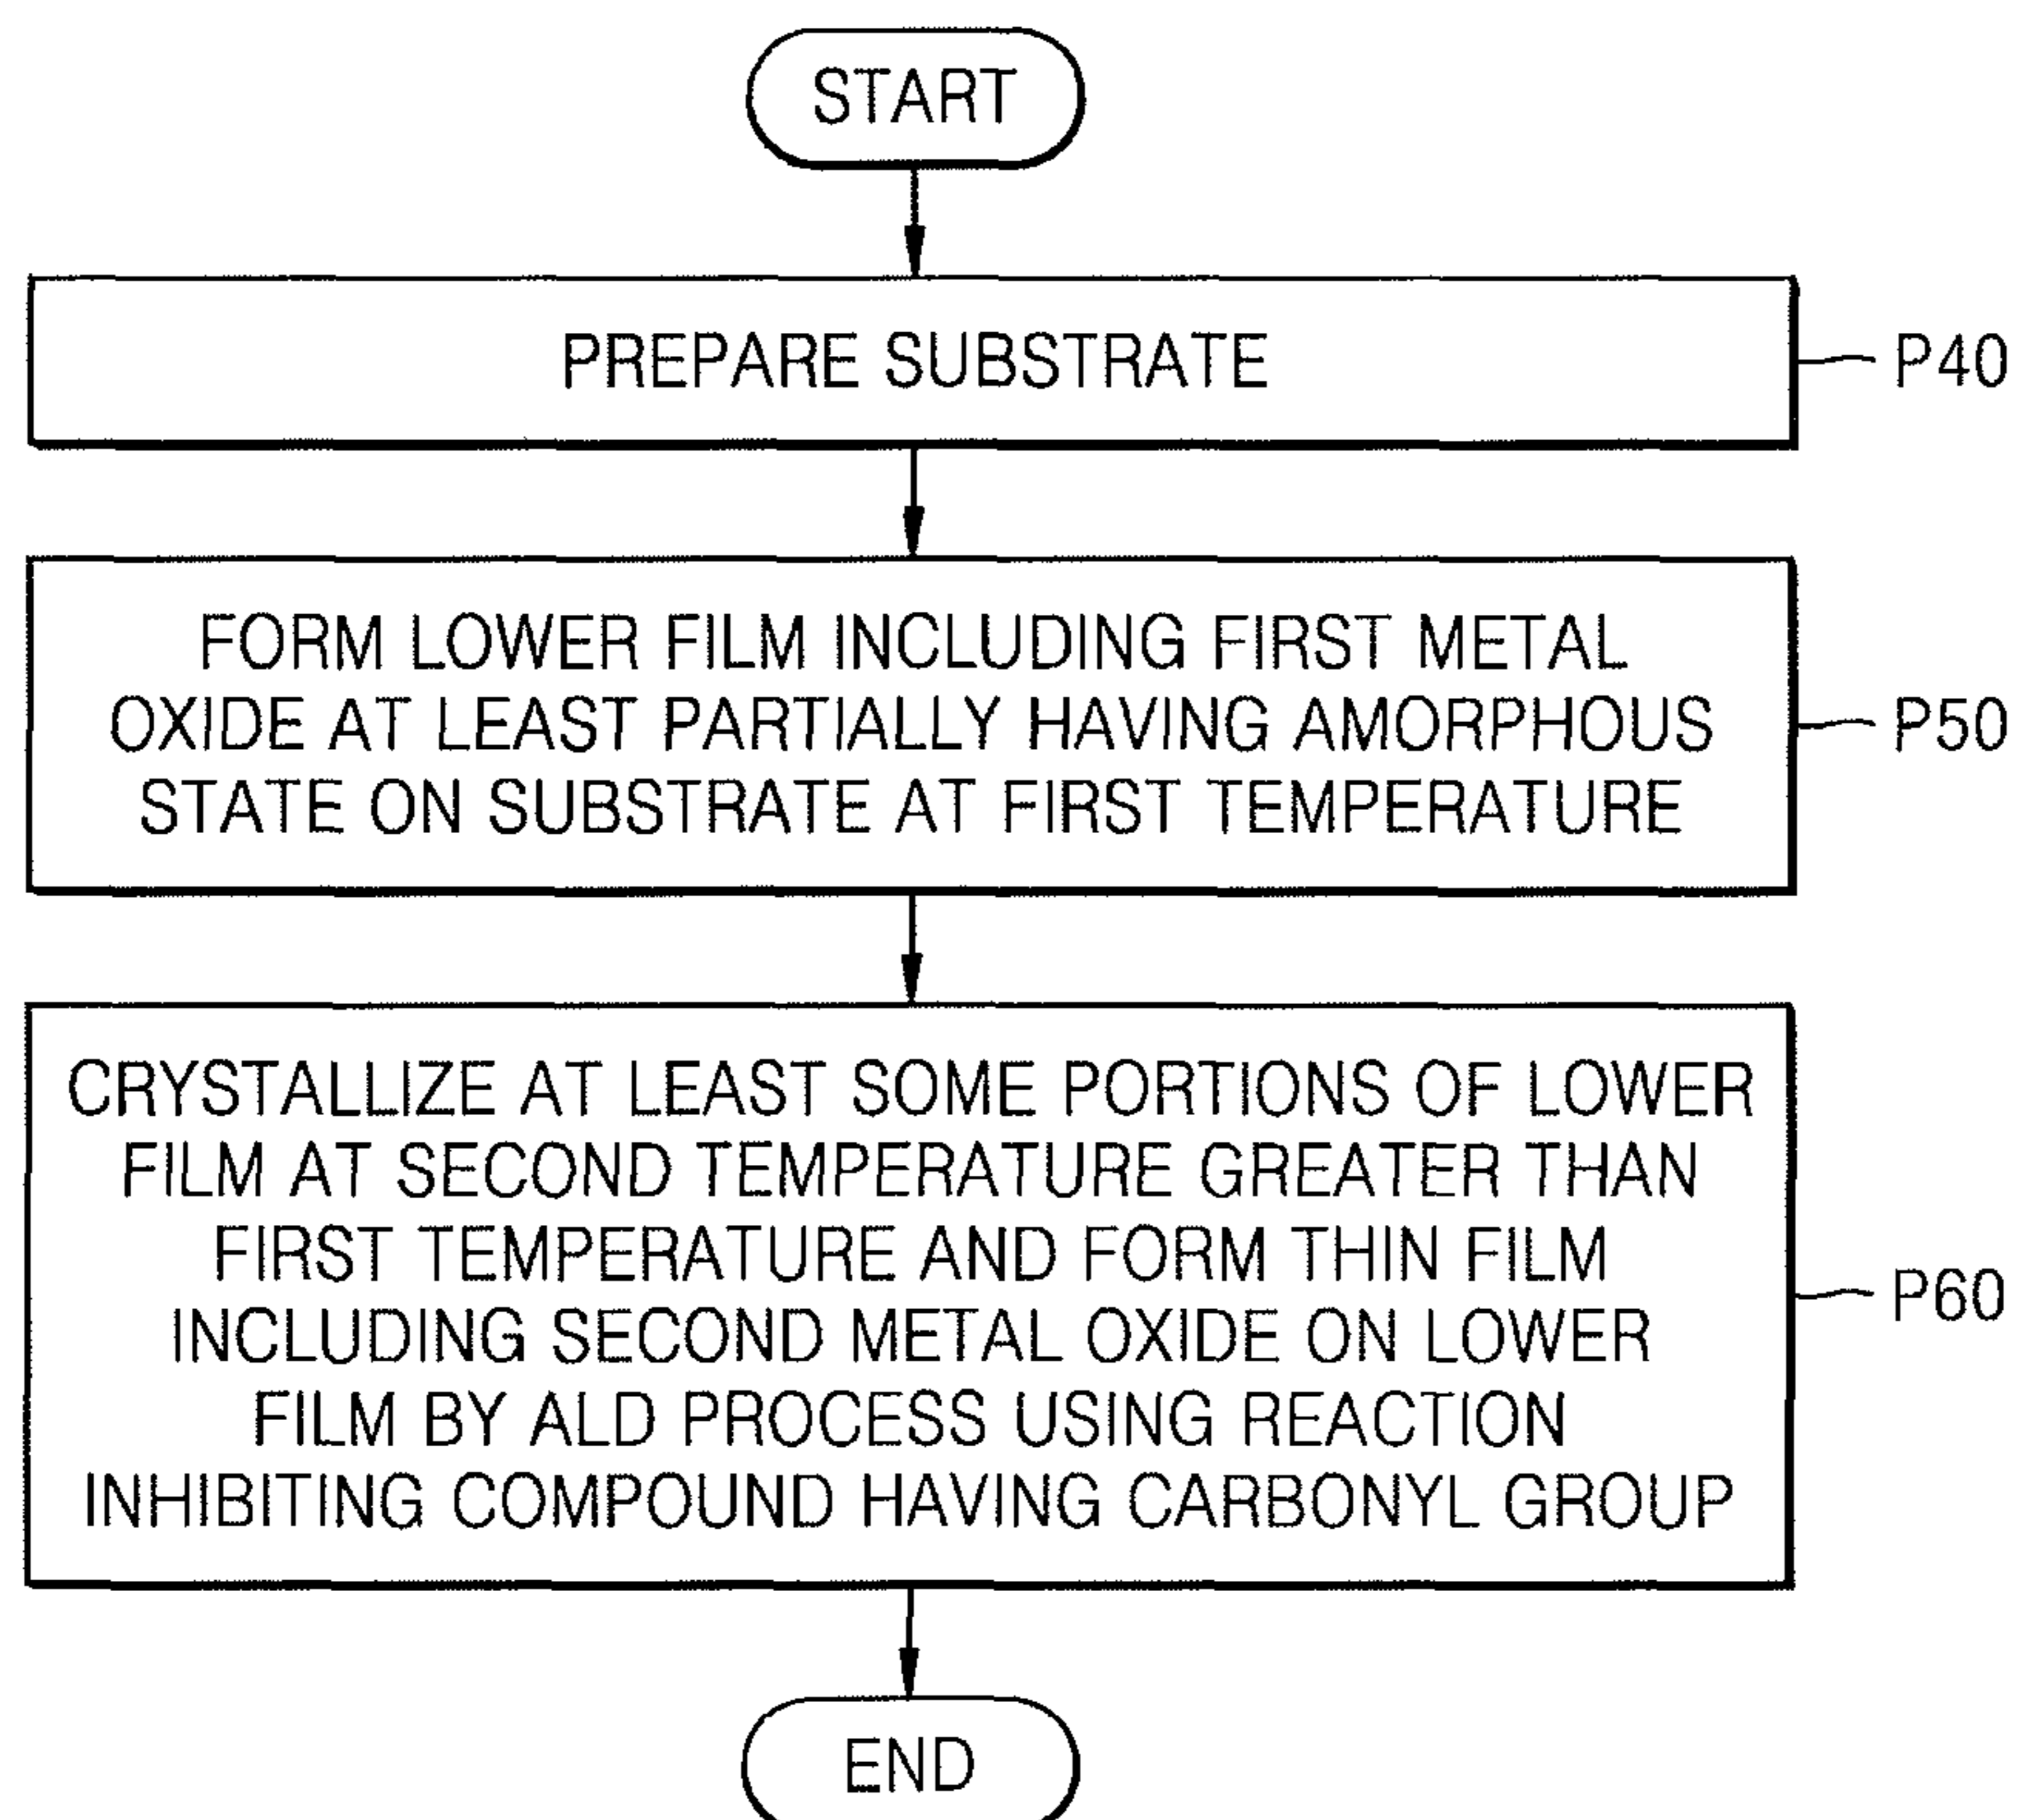 START
PREPARE SUBSTRATE
P40
FORM LOWER FILM INCLUDING FIRST METAL
OXIDE AT LEAST PARTIALLY HAVING AMORPHOUS
STATE ON SUBSTRATE AT FIRST TEMPERATURE
P50
CRYSTALLIZE AT LEAST SOME PORTIONS OF LOWER
FILM AT SECOND TEMPERATURE GREATER THAN
FIRST TEMPERATURE AND FORM THIN FILM
INCLUDING SECOND METAL OXIDE ON LOWER
FILM BY ALD PROCESS USING REACTION
INHIBITING COMPOUND HAVING CARBONYL GROUP
P60
END